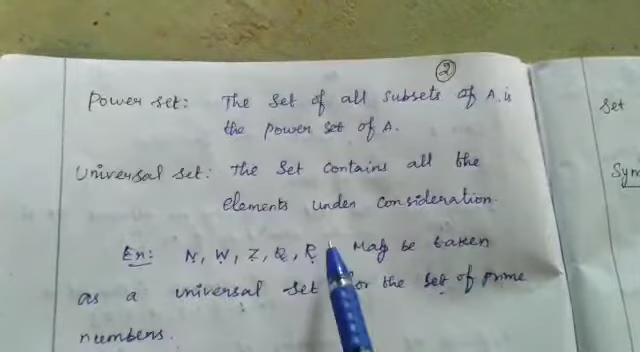 ②
Power set: The set of all subsets of A. is
the power set of A.
Universal set: The set contains all the
elements under consideration.
Ex: N, W, Z, Q, R May be taken
as a universal set for the set of prime
numbers.
Set
Sym